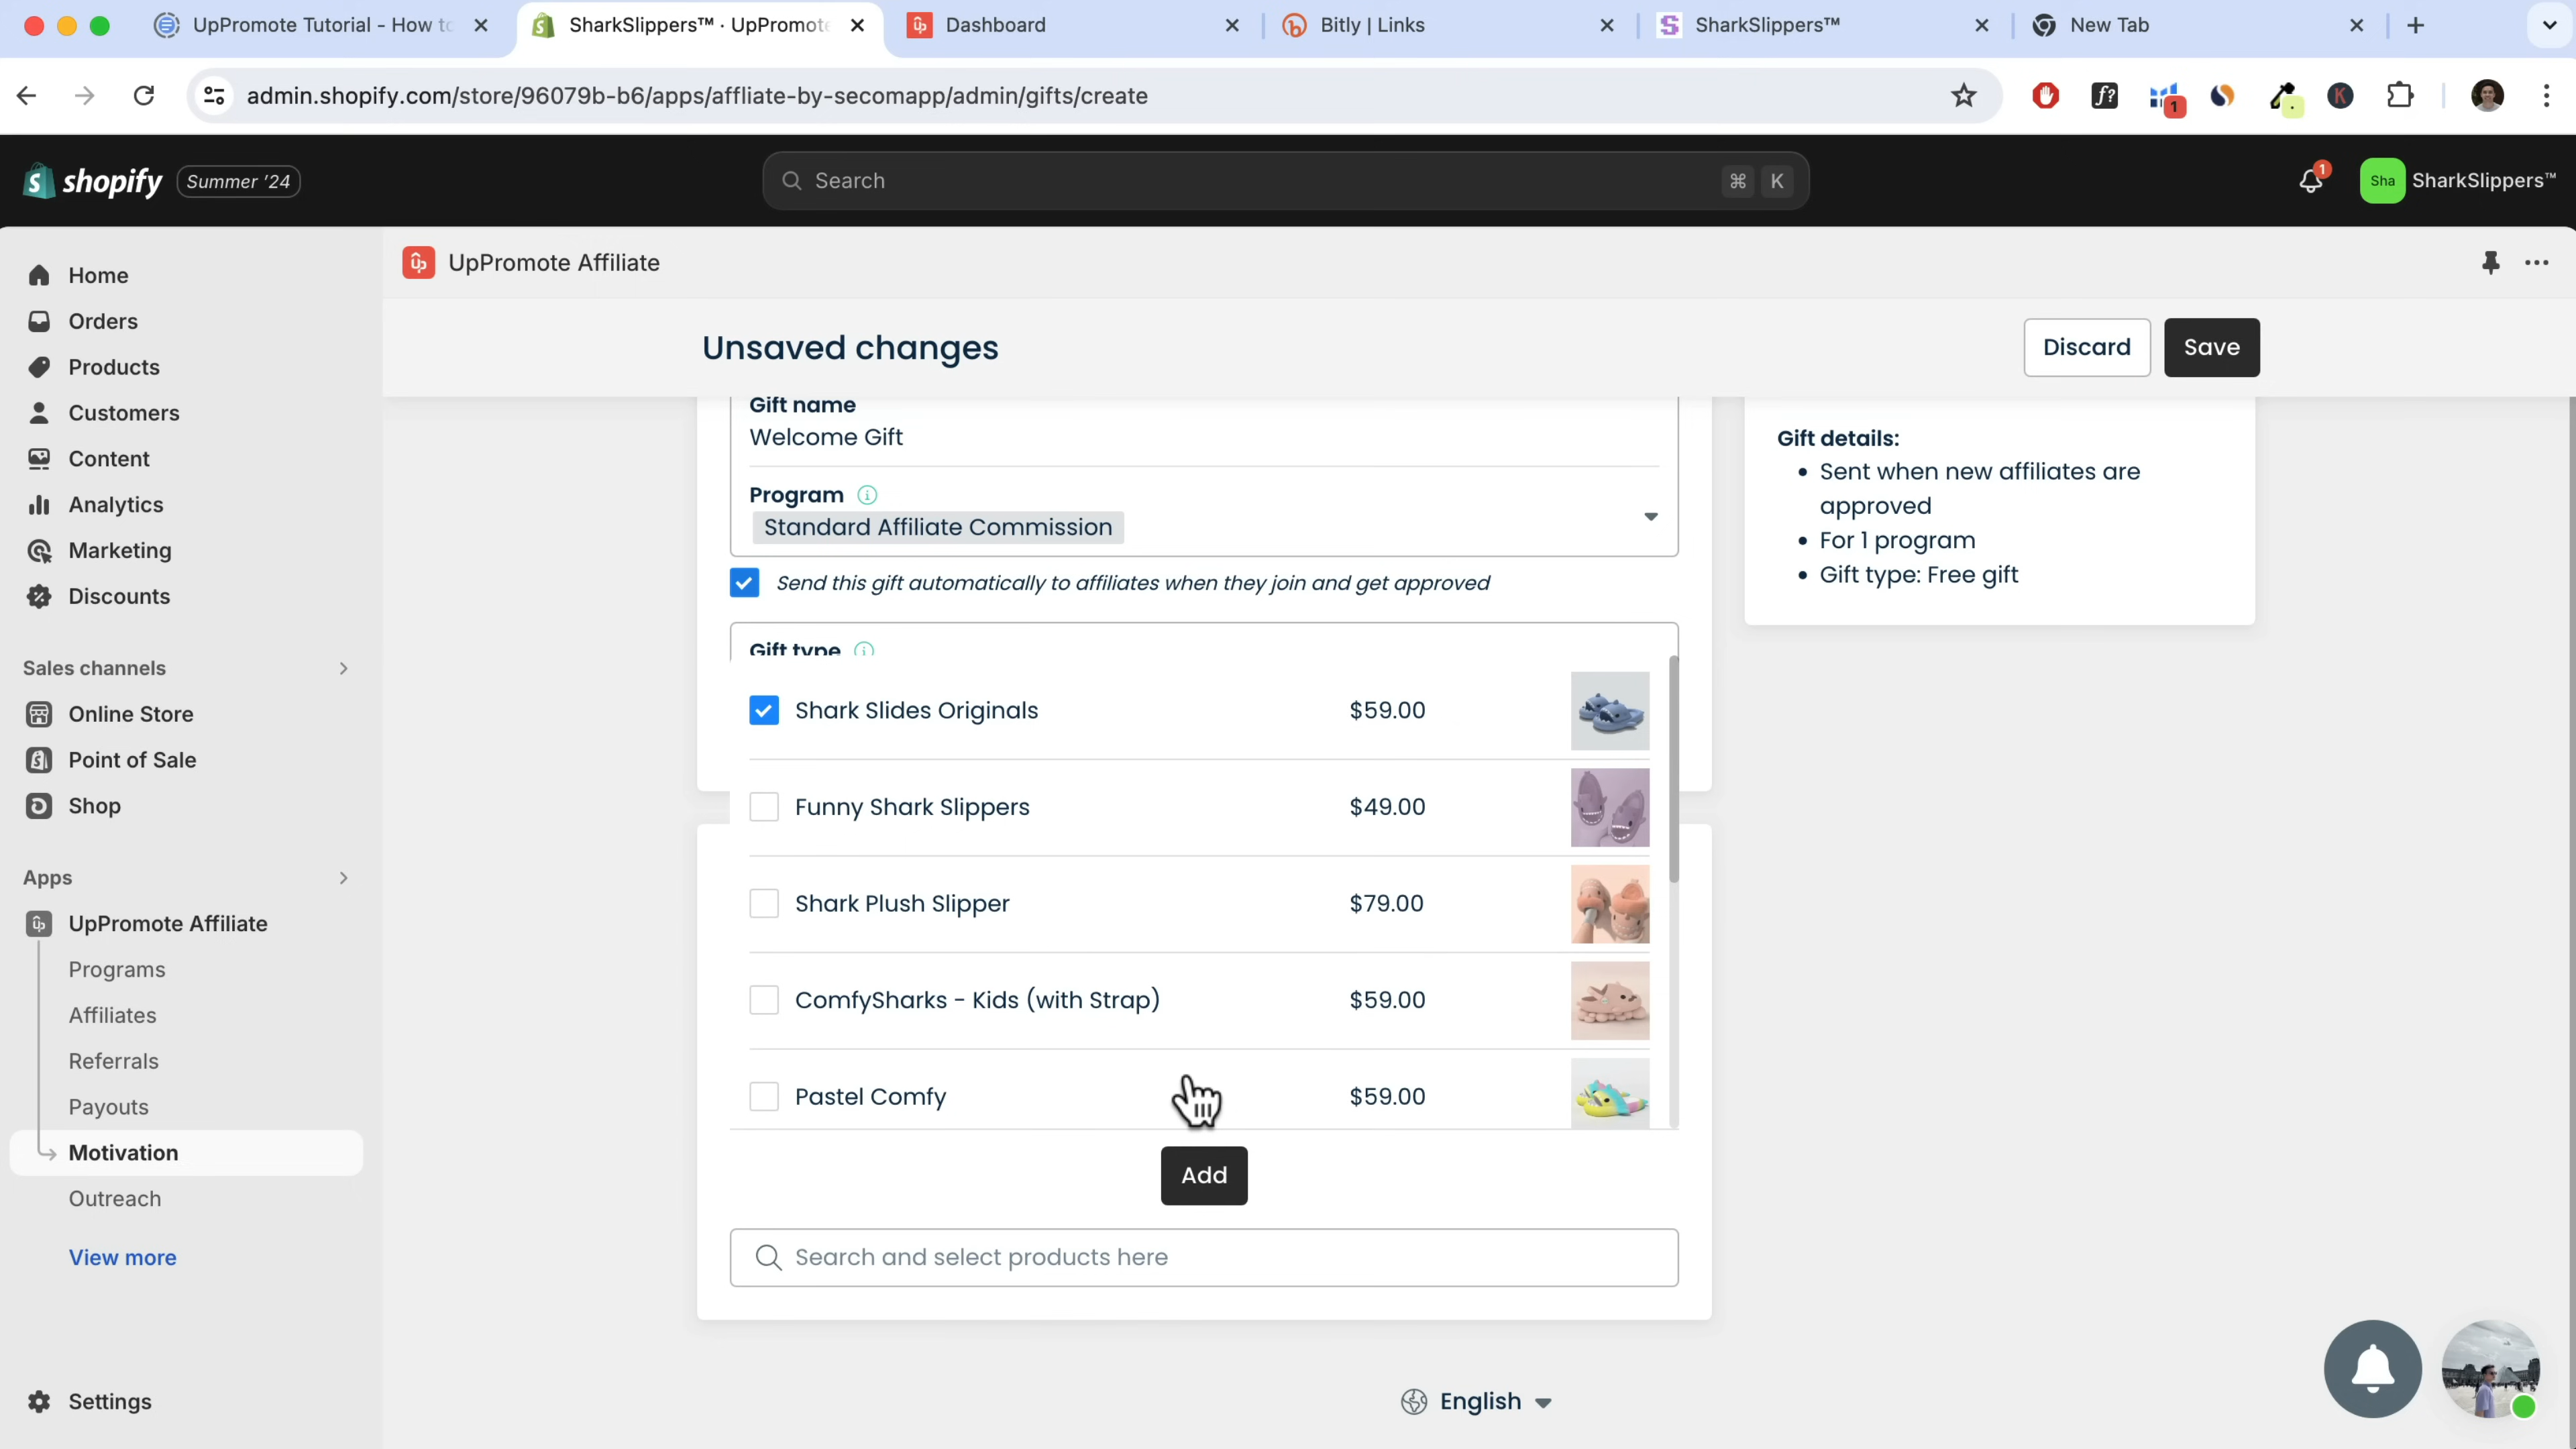 UpPromote Tutorial - How to
SharkSlippers™ · UpPromote
Dashboard
Bitly | Links
SharkSlippers™
New Tab
admin.shopify.com/store/96079b-b6/apps/affliate-by-secomapp/admin/gifts/create
f?
1
K
shopify
Summer '24
Search
⌘ K
1
Sha
SharkSlippers™
Home
Orders
Products
Customers
Content
Analytics
Marketing
Discounts
Sales channels
Online Store
Point of Sale
Shop
Apps
UpPromote Affiliate
Programs
Affiliates
Referrals
Payouts
Motivation
Outreach
View more
Settings
UpPromote Affiliate
Unsaved changes
Discard
Save
Gift name
Welcome Gift
Program
Standard Affiliate Commission
Send this gift automatically to affiliates when they join and get approved
Gift type
Shark Slides Originals $59.00
Funny Shark Slippers $49.00
Shark Plush Slipper $79.00
ComfySharks - Kids (with Strap) $59.00
Pastel Comfy $59.00
Add
Search and select products here
Gift details:
• Sent when new affiliates are
approved
• For 1 program
• Gift type: Free gift
English